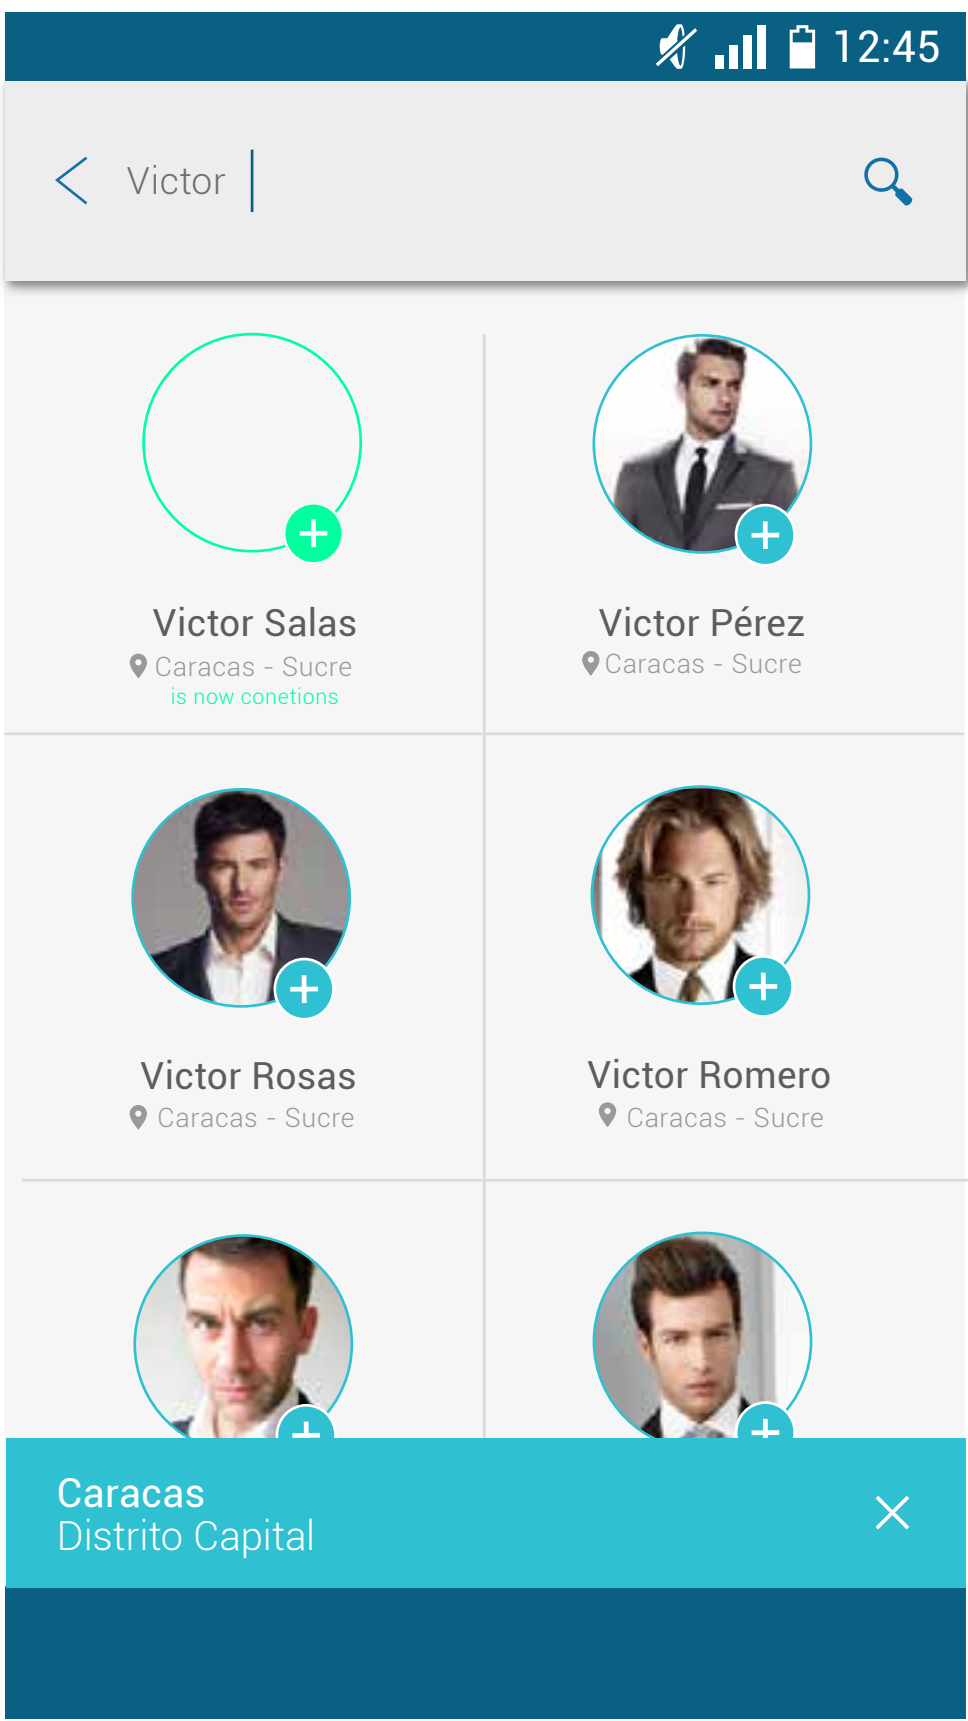 12:45
Victor
Victor Salas
Caracas - Sucre
is now conetions
Victor Pérez
Caracas - Sucre
Victor Rosas
Caracas - Sucre
Victor Romero
Caracas - Sucre
Caracas
Distrito Capital